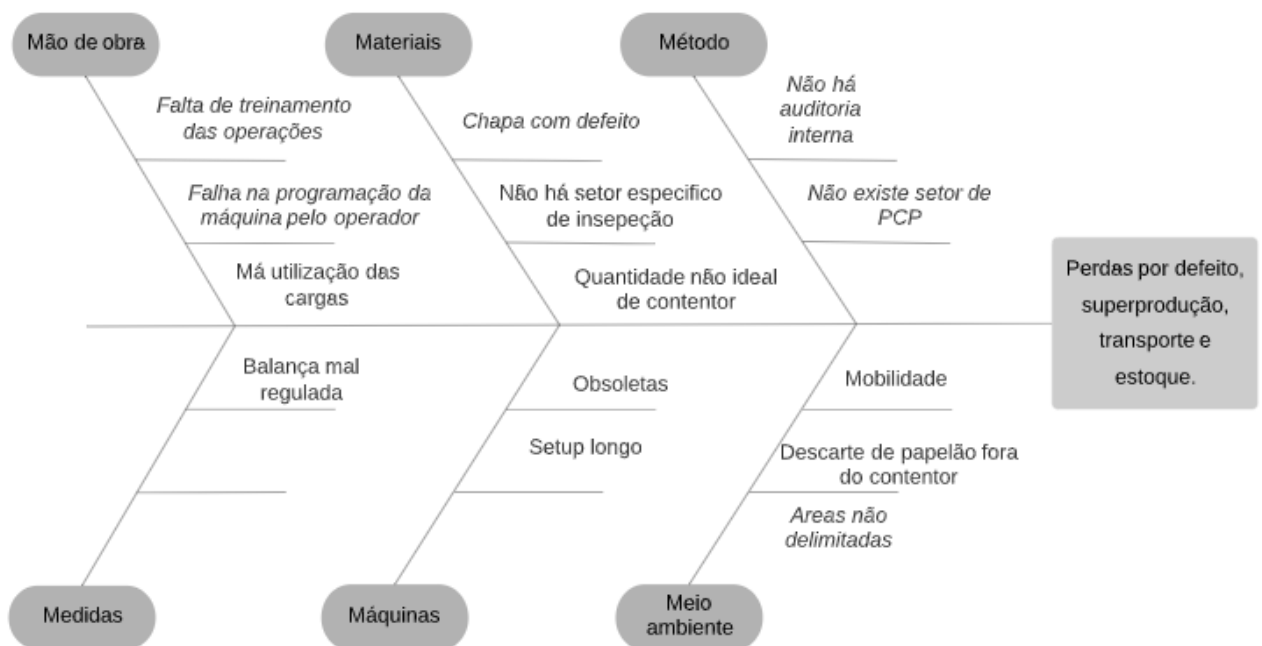 Mão de obra
Materiais
Método
Falta de treinamento
das operações
Chapa com defeito
Não há
auditoria
interna
Falha na programação da
máquina pelo operador
Não há setor especifico
de insepeção
Não existe setor de
PCP
Má utilização das
cargas
Quantidade não ideal
de contentor
Perdas por defeito,
superprodução,
transporte e
estoque.
Balança mal
regulada
Obsoletas
Mobilidade
Setup longo
Descarte de papelão fora
do contentor
Areas não
delimitadas
Medidas
Máquinas
Meio
ambiente